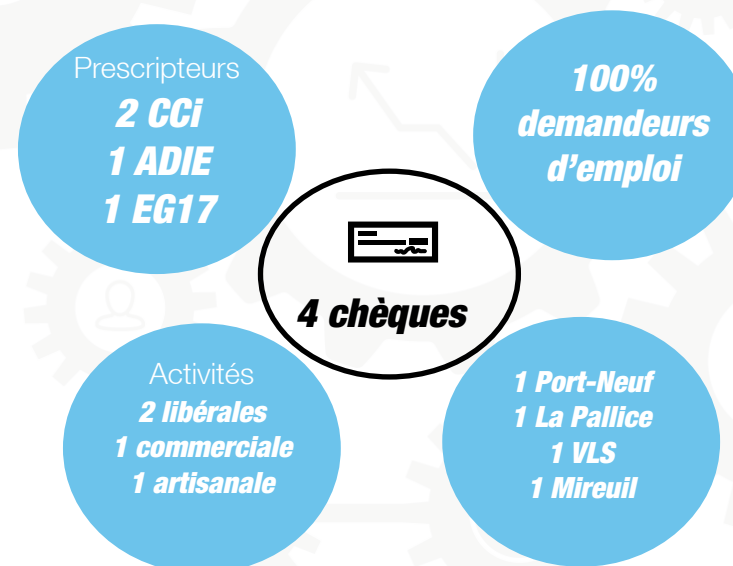 Prescripteurs
2 CCi
1 ADIE
1 EG17
100%
demandeurs
d'emploi
4 chèques
Activités
2 libérales
1 commerciale
1 artisanale
1 Port-Neuf
1 La Pallice
1 VLS
1 Mireuil